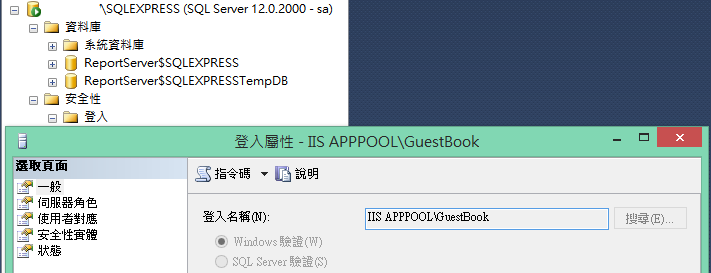 \SQLEXPRESS (SQL Server 12.0.2000 - sa)
資料庫
系統資料庫
ReportServer$SQLEXPRESS
ReportServer$SQLEXPRESSTempDB
安全性
登入
登入屬性 - IIS APPPOOL\GuestBook
選取頁面
一般
伺服器角色
使用者對應
安全性實體
狀態
指令碼
說明
登入名稱(N):
IIS APPPOOL\GuestBook
搜尋(E)...
Windows 驗證(W)
SQL Server 驗證(S)